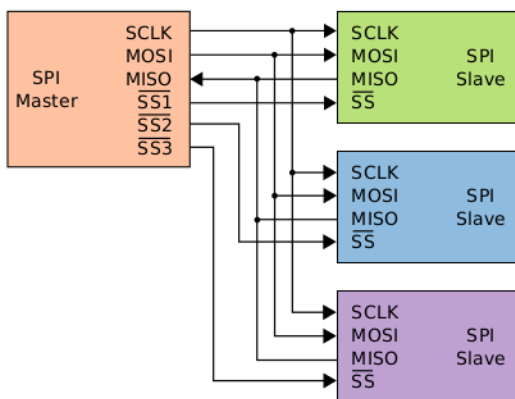 SCLK
MOSI
MISO
SS1
SS2
SS3
SPI
Master
SCLK
MOSI
MISO
SS
SPI
Slave
SCLK
MOSI
MISO
SS
SPI
Slave
SCLK
MOSI
MISO
SS
SPI
Slave